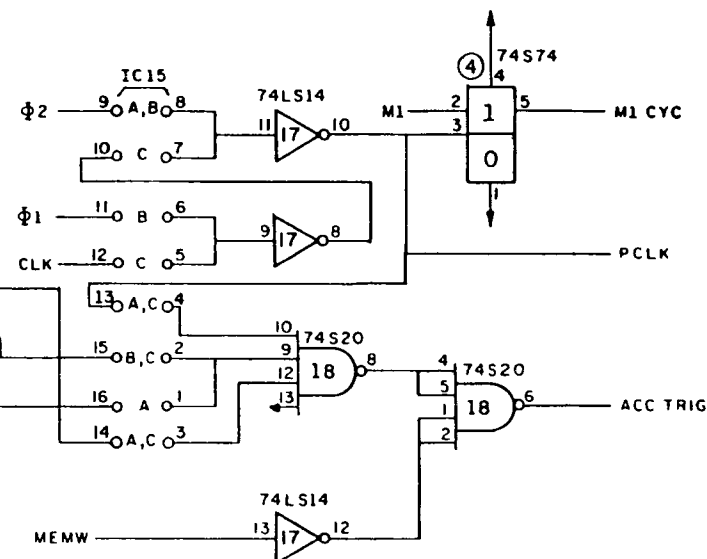 IC15
74LS14
4
74S74
4
Φ2
9 A,B 8
11 17 10
M1
2 1 5
M1 CYC
3
0
1
10 C 7
Φ1
11 B 6
9 17 8
CLK
12 C 5
PCLK
13 A,C 4
10
74S20
15 B,C 2
9
18 8
4
74S20
12
5
18 6
ACC TRIG
16 A 1
13
1
2
14 A,C 3
74LS14
MEMW
13 17 12